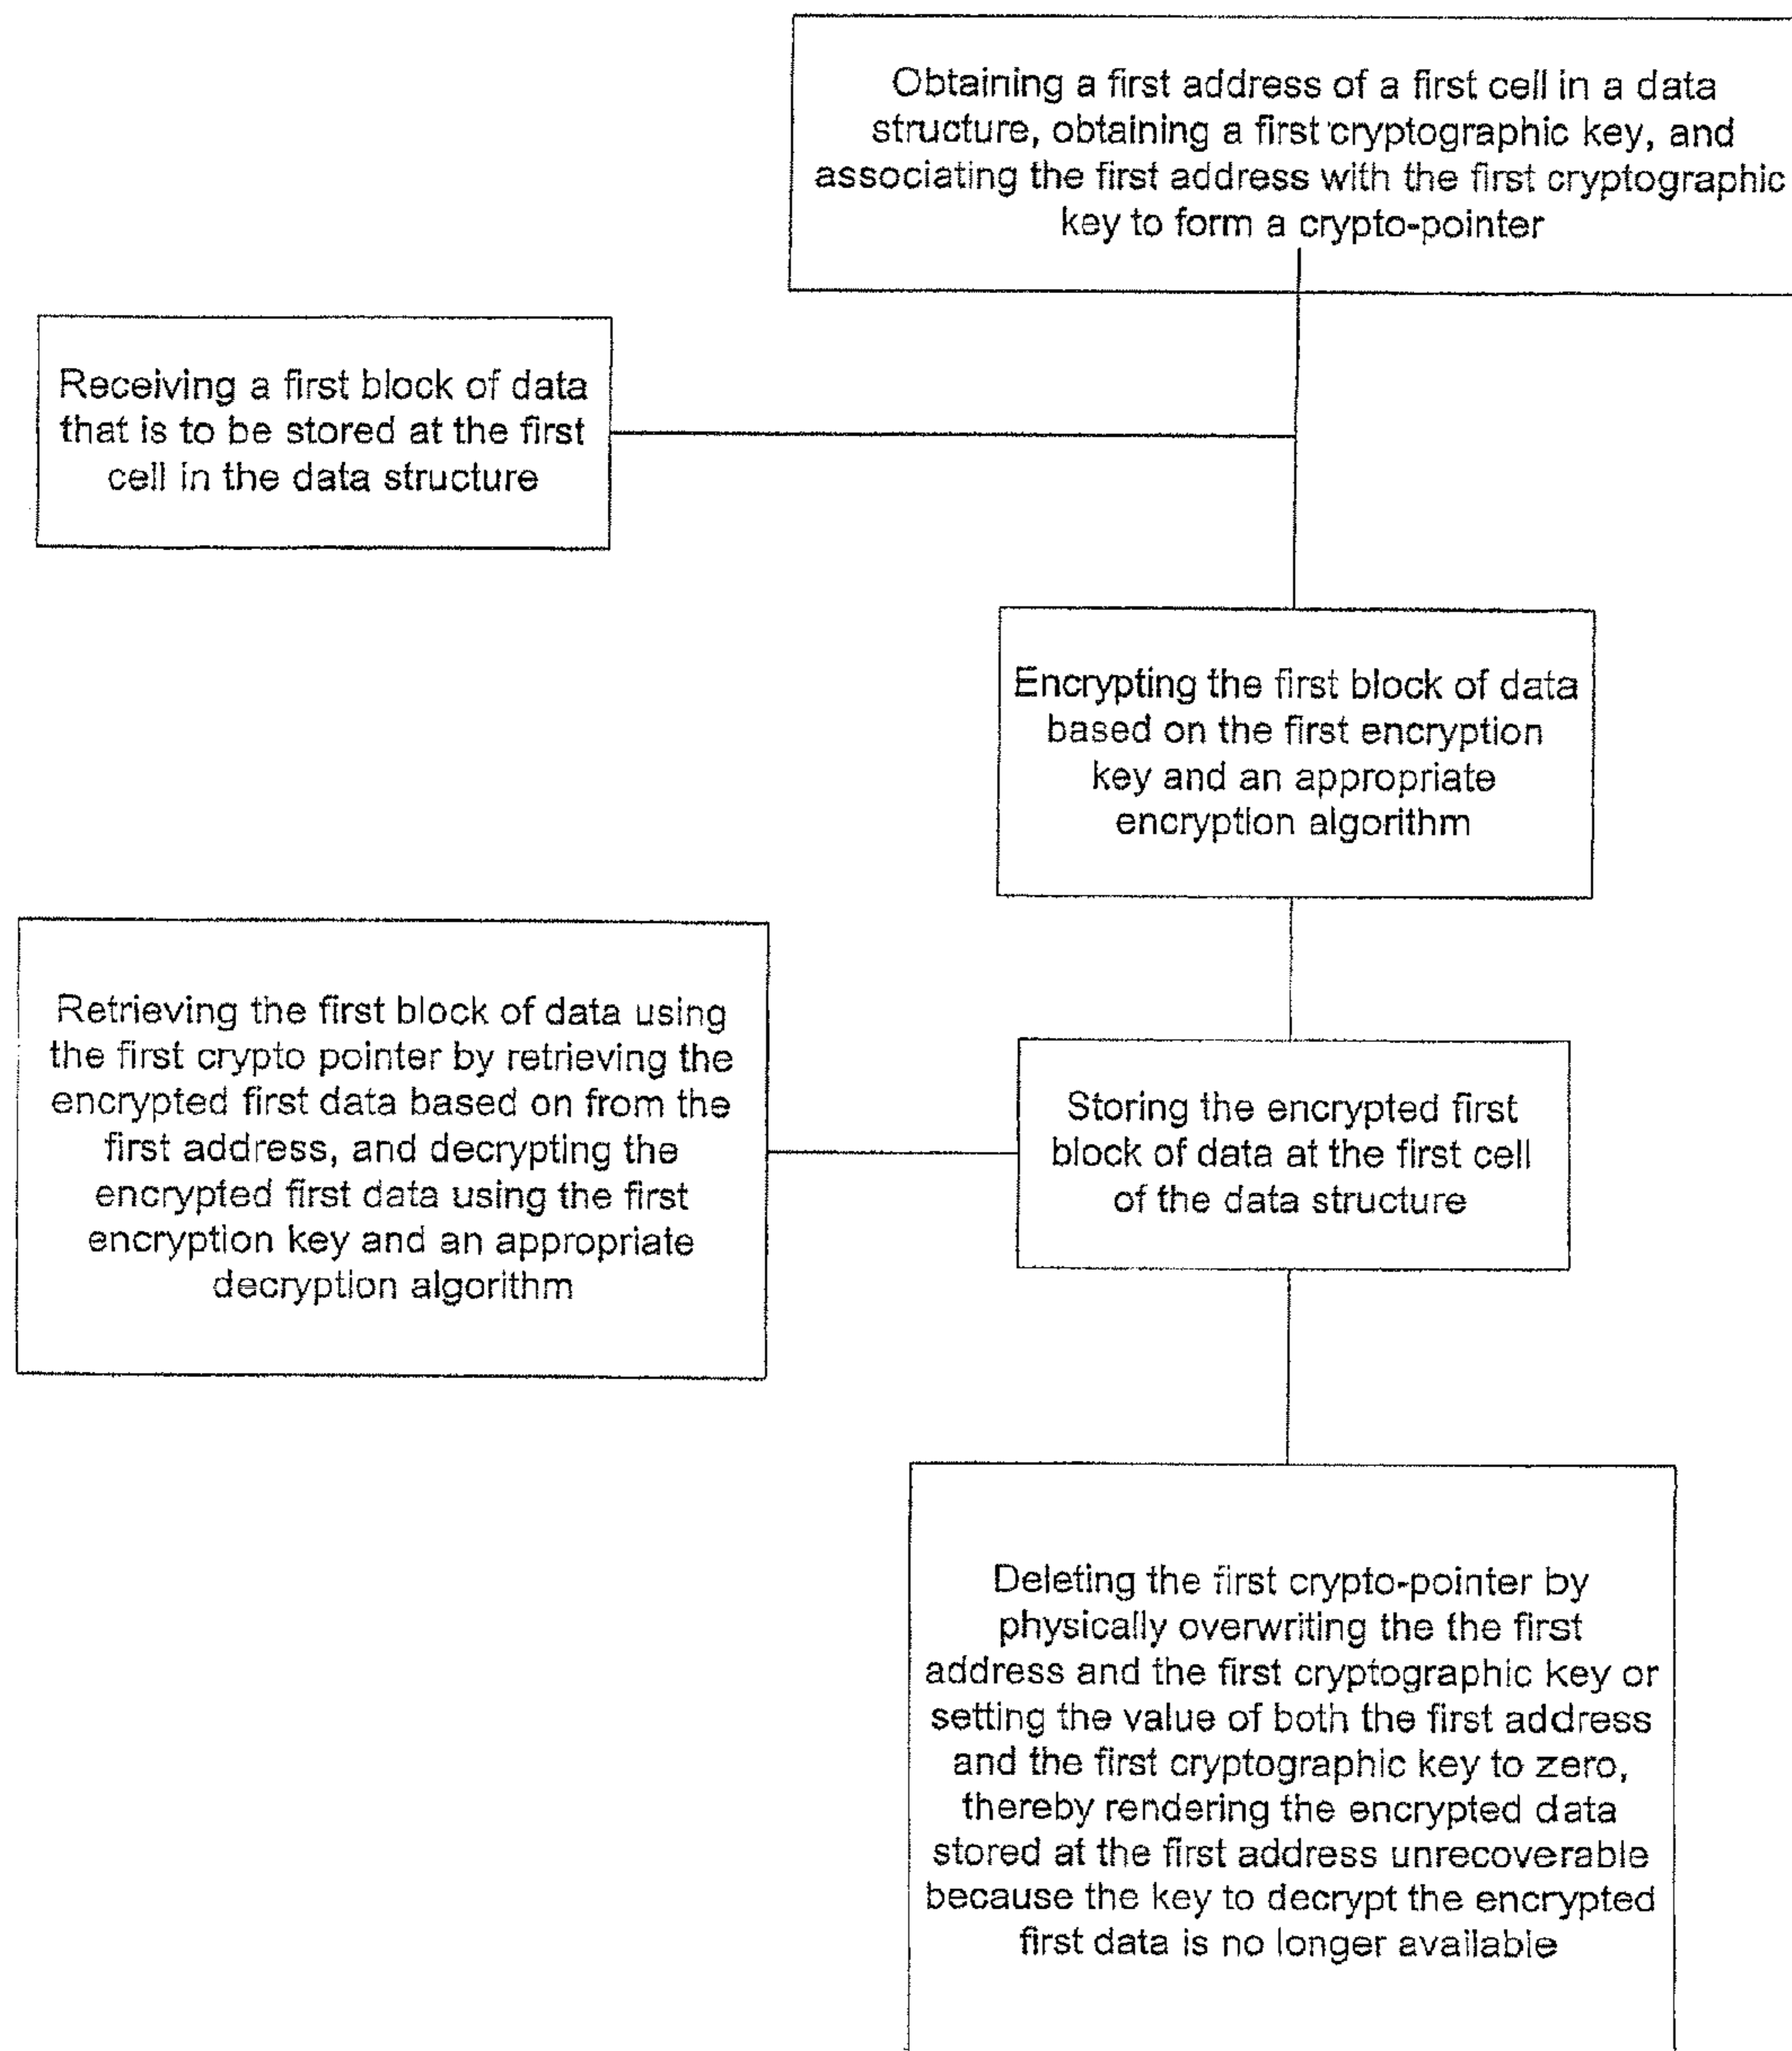 Obtaining a first address of a first cell in a data
structure, obtaining a first cryptographic key, and
associating the first address with the first cryptographic
key to form a crypto-pointer
Receiving a first block of data
that is to be stored at the first
cell in the data structure
Encrypting the first block of data
based on the first encryption
key and an appropriate
encryption algorithm
Retrieving the first block of data using
the first crypto pointer by retrieving the
encrypted first data based on from the
first address, and decrypting the
encrypted first data using the first
encryption key and an appropriate
decryption algorithm
Storing the encrypted first
block of data at the first cell
of the data structure
Deleting the first crypto-pointer by
physically overwriting the the first
address and the first cryptographic key or
setting the value of both the first address
and the first cryptographic key to zero,
thereby rendering the encrypted data
stored at the first address unrecoverable
because the key to decrypt the encrypted
first data is no longer available